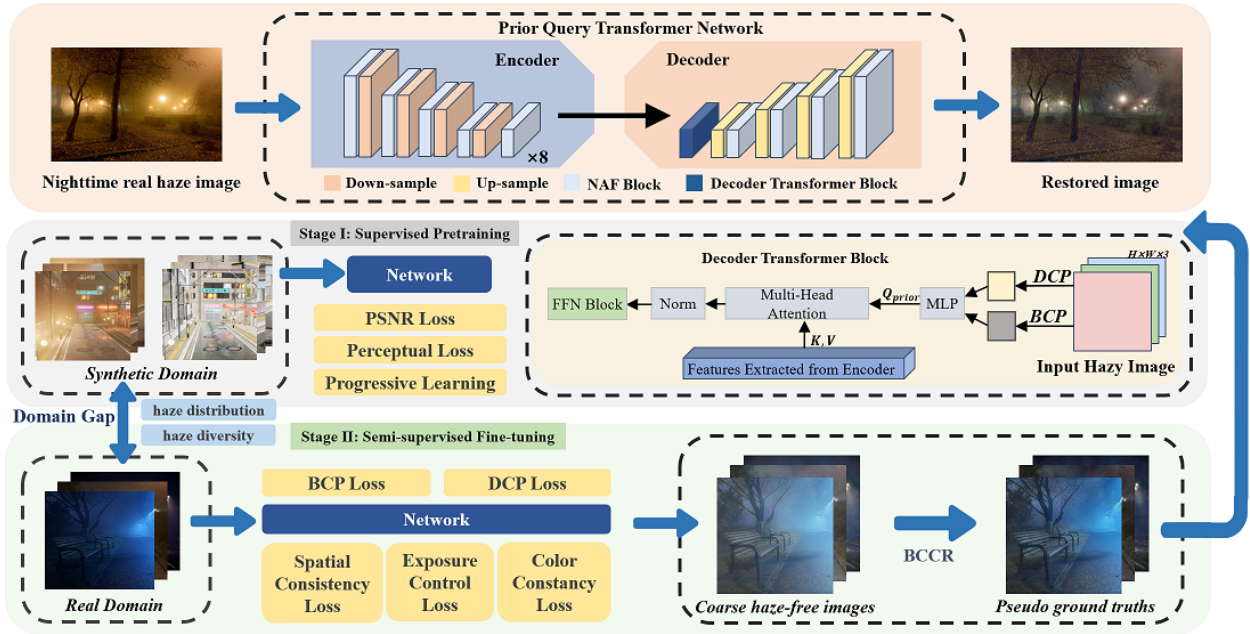 Prior Query Transformer Network
Encoder
Decoder
×8
Nighttime real haze image
Down-sample
Up-sample
NAF Block
Decoder Transformer Block
Restored image
Stage I: Supervised Pretraining
Network
PSNR Loss
Perceptual Loss
Progressive Learning
Synthetic Domain
Decoder Transformer Block
H×W×3
DCP
BCP
FFN Block
Norm
Multi-Head
Attention
Qprior
MLP
K,V
Features Extracted from Encoder
Input Hazy Image
Domain Gap
haze distribution
haze diversity
Stage II: Semi-supervised Fine-tuning
BCP Loss
DCP Loss
Network
Spatial
Consistency
Loss
Exposure
Control
Loss
Color
Constancy
Loss
Real Domain
Coarse haze-free images
BCCR
Pseudo ground truths